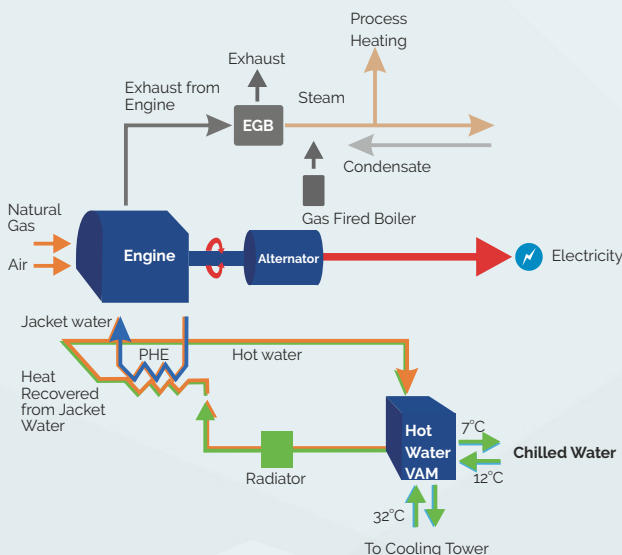 Process
Heating
Exhaust
Exhaust from
Engine
Steam
EGB
Condensate
Gas Fired Boiler
Natural
Gas
Air
Engine
Alternator
Electricity
Jacket water
PHE
Hot water
Heat
Recovered
from Jacket
Water
Radiator
Hot
Water
VAM
7°C
12°C
Chilled Water
32°C
To Cooling Tower